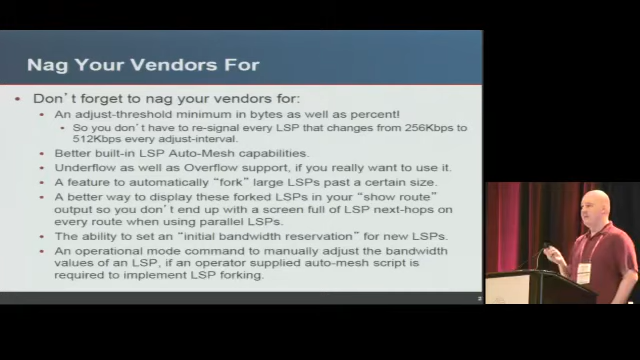 Nag Your Vendors For
• Don't forget to nag your vendors for:
• An adjust-threshold minimum in bytes as well as percent!
• So you don't have to re-signal every LSP that changes from 256Kbps to
512Kbps every adjust-interval.
• Better built-in LSP Auto-Mesh capabilities.
• Underflow as well as Overflow support, if you really want to use it.
• A feature to automatically "fork" large LSPs past a certain size.
• A better way to display these forked LSPs in your "show route"
output so you don't end up with a screen full of LSP next-hops on
every route when using parallel LSPs.
• The ability to set an "initial bandwidth reservation" for new LSPs.
• An operational mode command to manually adjust the bandwidth
values of an LSP, if an operator supplied auto-mesh script is
required to implement LSP forking.